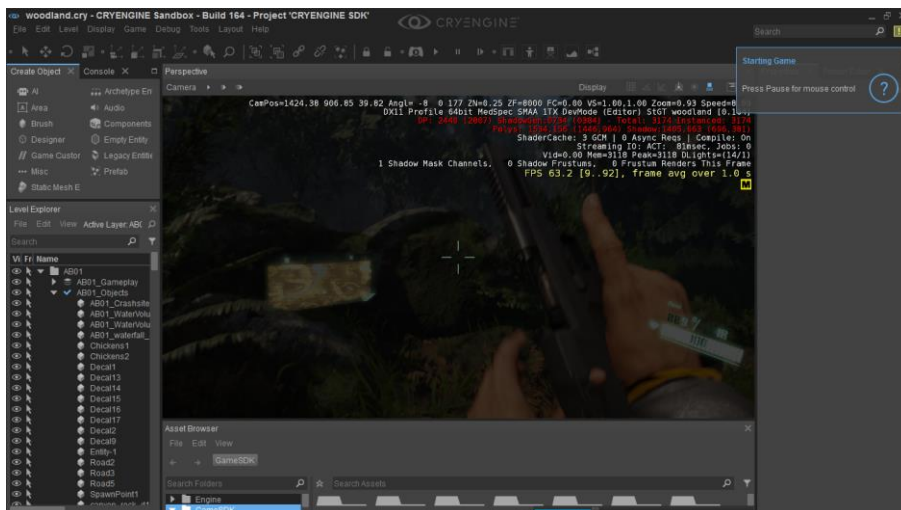 woodland.cry - CRYENGINE Sandbox - Build 164 - Project 'CRYENGINE SDK'
CRYENGINE
File Edit Level Display Game Debug Tools Layout Help
Search
Create Object
Console
AI
Archetype En
Area
Audio
Brush
Components
Designer
Empty Entity
Game Custor
Legacy Entitie
Misc
Prefab
Static Mesh E
Level Explorer
File Edit View Active Layer: AB(
Search
Vi Fr Name
AB01
AB01_Gameplay
AB01_Objects
AB01_Crashsite
AB01_WaterVolu
AB01_WaterVolu
AB01_waterfall_
Chickens1
Chickens2
Decal1
Decal13
Decal14
Decal15
Decal16
Decal17
Decal2
Decal9
Entity-1
Road2
Road3
Road5
SpawnPoint1
Perspective
Camera
Display
CamPos=1424.38 906.85 39.82 Angl= -8 0 177 ZN=0.25 ZF=8000 FC=0.00 VS=1.00,1.00 Zoom=0.93
DX11 Profile 64bit MedSpec SMAA 1TX DevMode (Editor) StGT woodland
ShaderCache: 3 GCM | 0 Async Reqs | Compile: On
Streaming IO: ACT: 81msec, Jobs: 0
Vid=0.00 Mem=3118 Peak=3118 DLights=(14/1)
1 Shadow Mask Channels, 0 Shadow Frustums, 0 Frustum Renders This Frame
FPS 63.2 [9..92], frame avg over 1.0 s
M
Starting Game
Press Pause for mouse control
?
Asset Browser
File Edit View
GameSDK
Search Folders
Search Assets
Engine
GameSDK